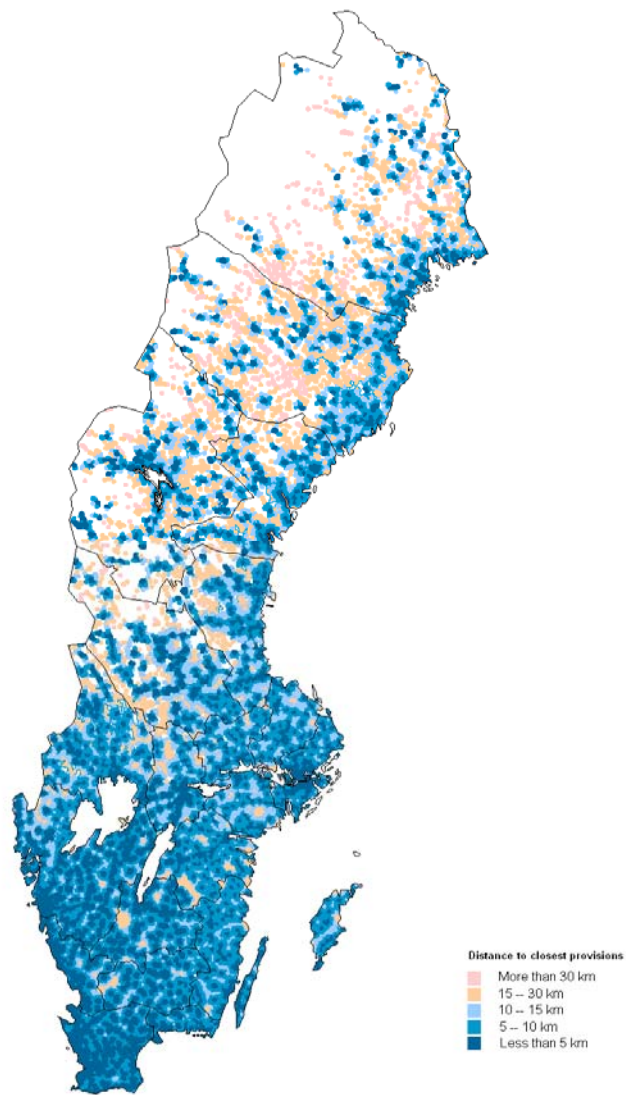 Distance to closest provisions
More than 30 km
15 -- 30 km
10 -- 15 km
5 -- 10 km
Less than 5 km